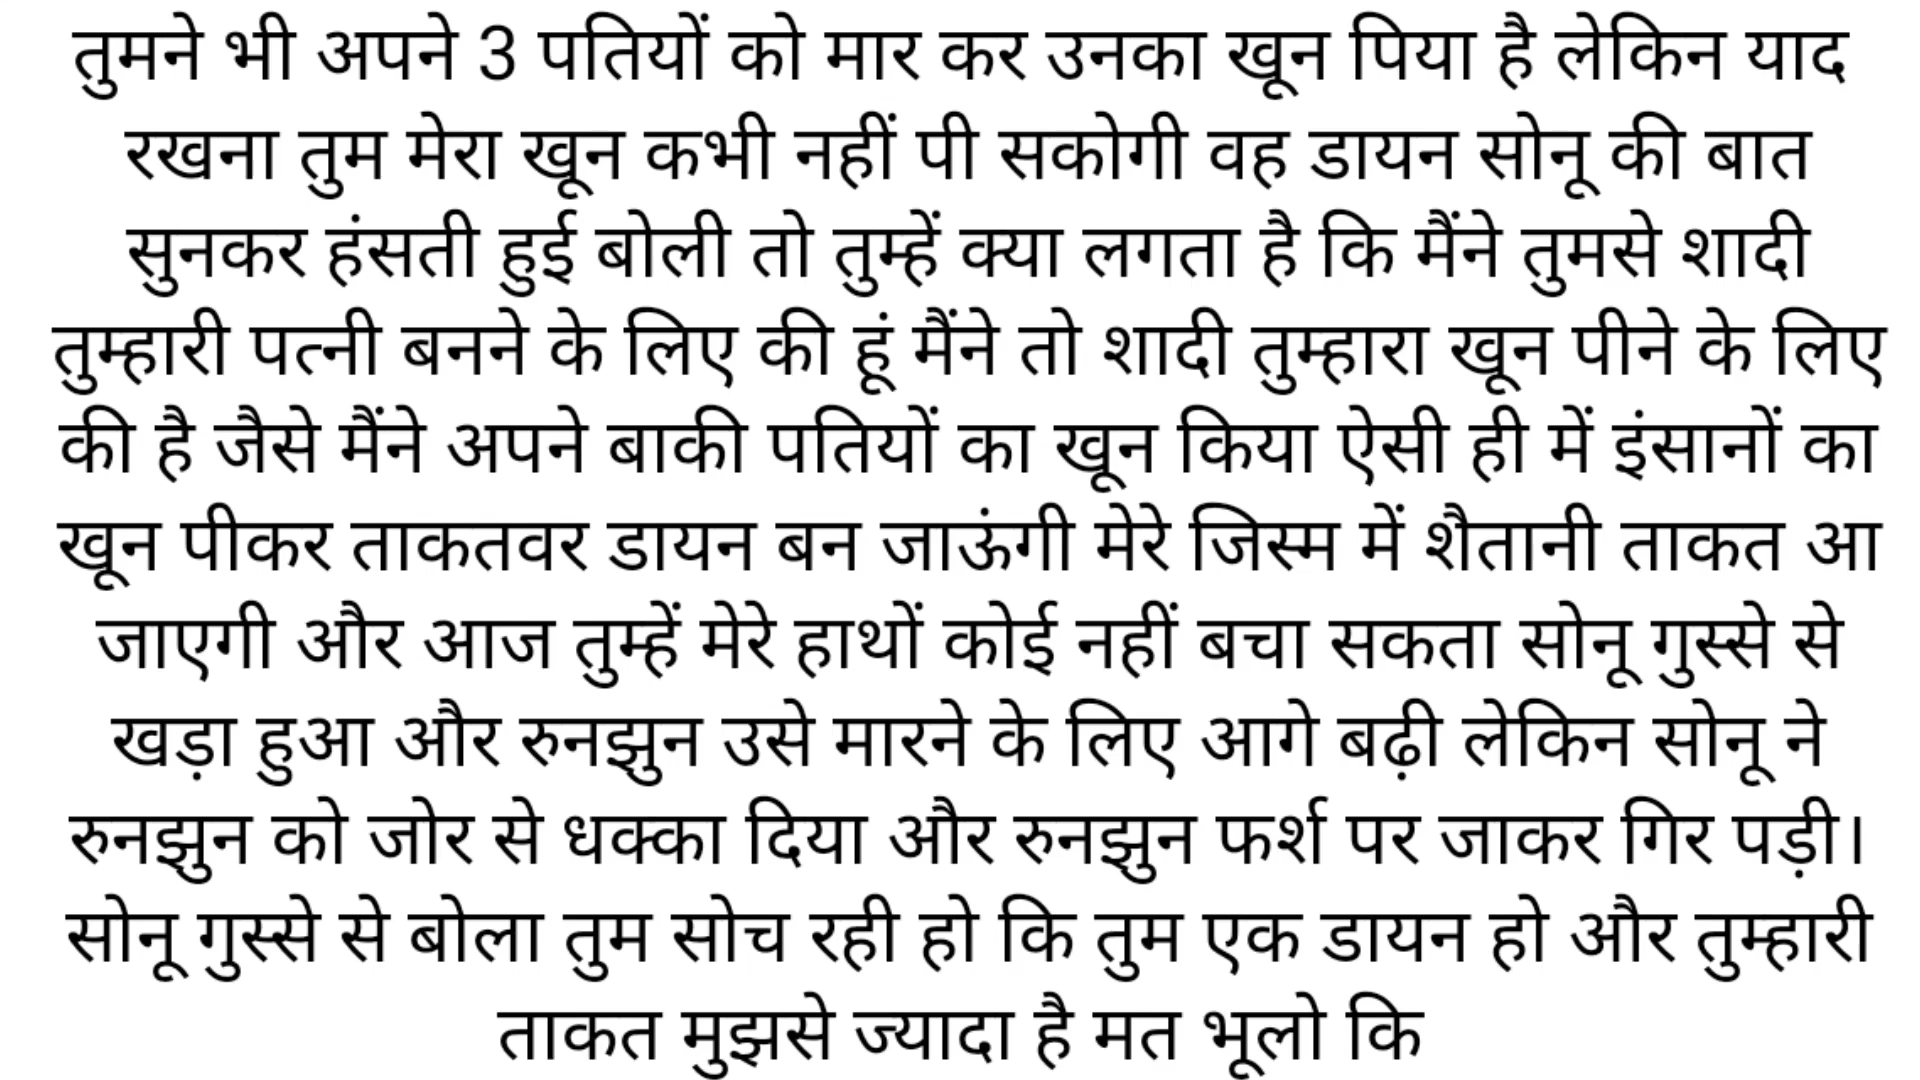 तुमने भी अपने 3 पतियों को मार कर उनका खून पिया है लेकिन याद
रखना तुम मेरा खून कभी नहीं पी सकोगी वह डायन सोनू की बात
सुनकर हंसती हुई बोली तो तुम्हें क्या लगता है कि मैंने तुमसे शादी
तुम्हारी पत्नी बनने के लिए की हूं मैंने तो शादी तुम्हारा खून पीने के लिए
की है जैसे मैंने अपने बाकी पतियों का खून किया ऐसी ही में इंसानों का
खून पीकर ताकतवर डायन बन जाऊंगी मेरे जिस्म में शैतानी ताकत आ
जाएगी और आज तुम्हें मेरे हाथों कोई नहीं बचा सकता सोनू गुस्से से
खड़ा हुआ और रुनझुन उसे मारने के लिए आगे बढ़ी लेकिन सोनू ने
रुनझुन को जोर से धक्का दिया और रुनझुन फर्श पर जाकर गिर पड़ी।
सोनू गुस्से से बोला तुम सोच रही हो कि तुम एक डायन हो और तुम्हारी
ताकत मुझसे ज्यादा है मत भूलो कि